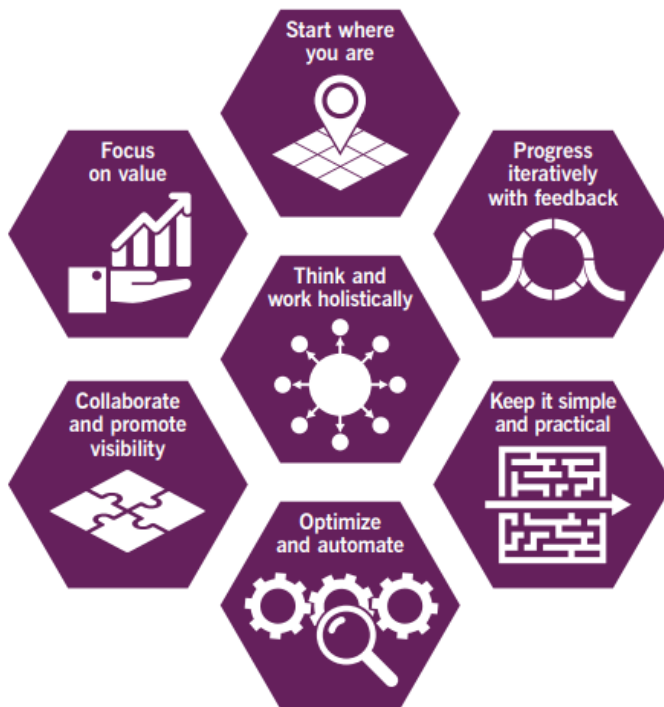 Start where
you are
Focus
on value
Progress
iteratively
with feedback
Think and
work holistically
Collaborate
and promote
visibility
Keep it simple
and practical
Optimize
and automate